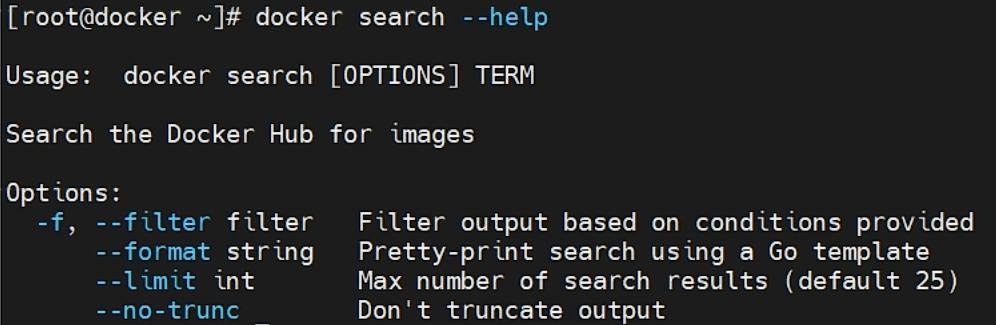 [root@docker ~]# docker search --help
Usage:  docker search [OPTIONS] TERM
Search the Docker Hub for images
Options:
  -f, --filter filter   Filter output based on conditions provided
      --format string   Pretty-print search using a Go template
      --limit int       Max number of search results (default 25)
      --no-trunc        Don't truncate output